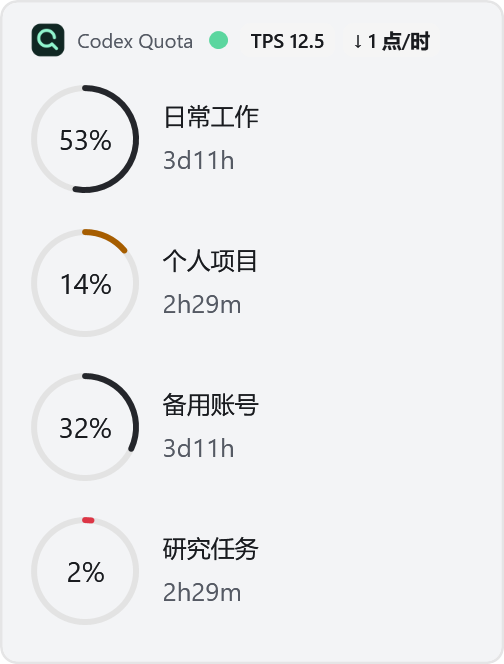 Codex Quota TPS 12.5 ↓1 点/时
53%
日常工作
3d11h
14%
个人项目
2h29m
32%
备用账号
3d11h
2%
研究任务
2h29m